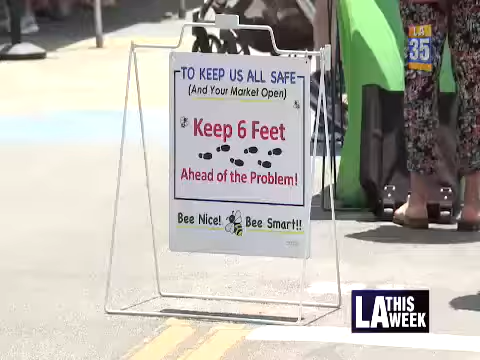 LA
35
TO KEEP US ALL SAFE
(And Your Market Open)
Keep 6 Feet
Ahead of the Problem!
Bee Nice! Bee Smart!!
LA THIS WEEK